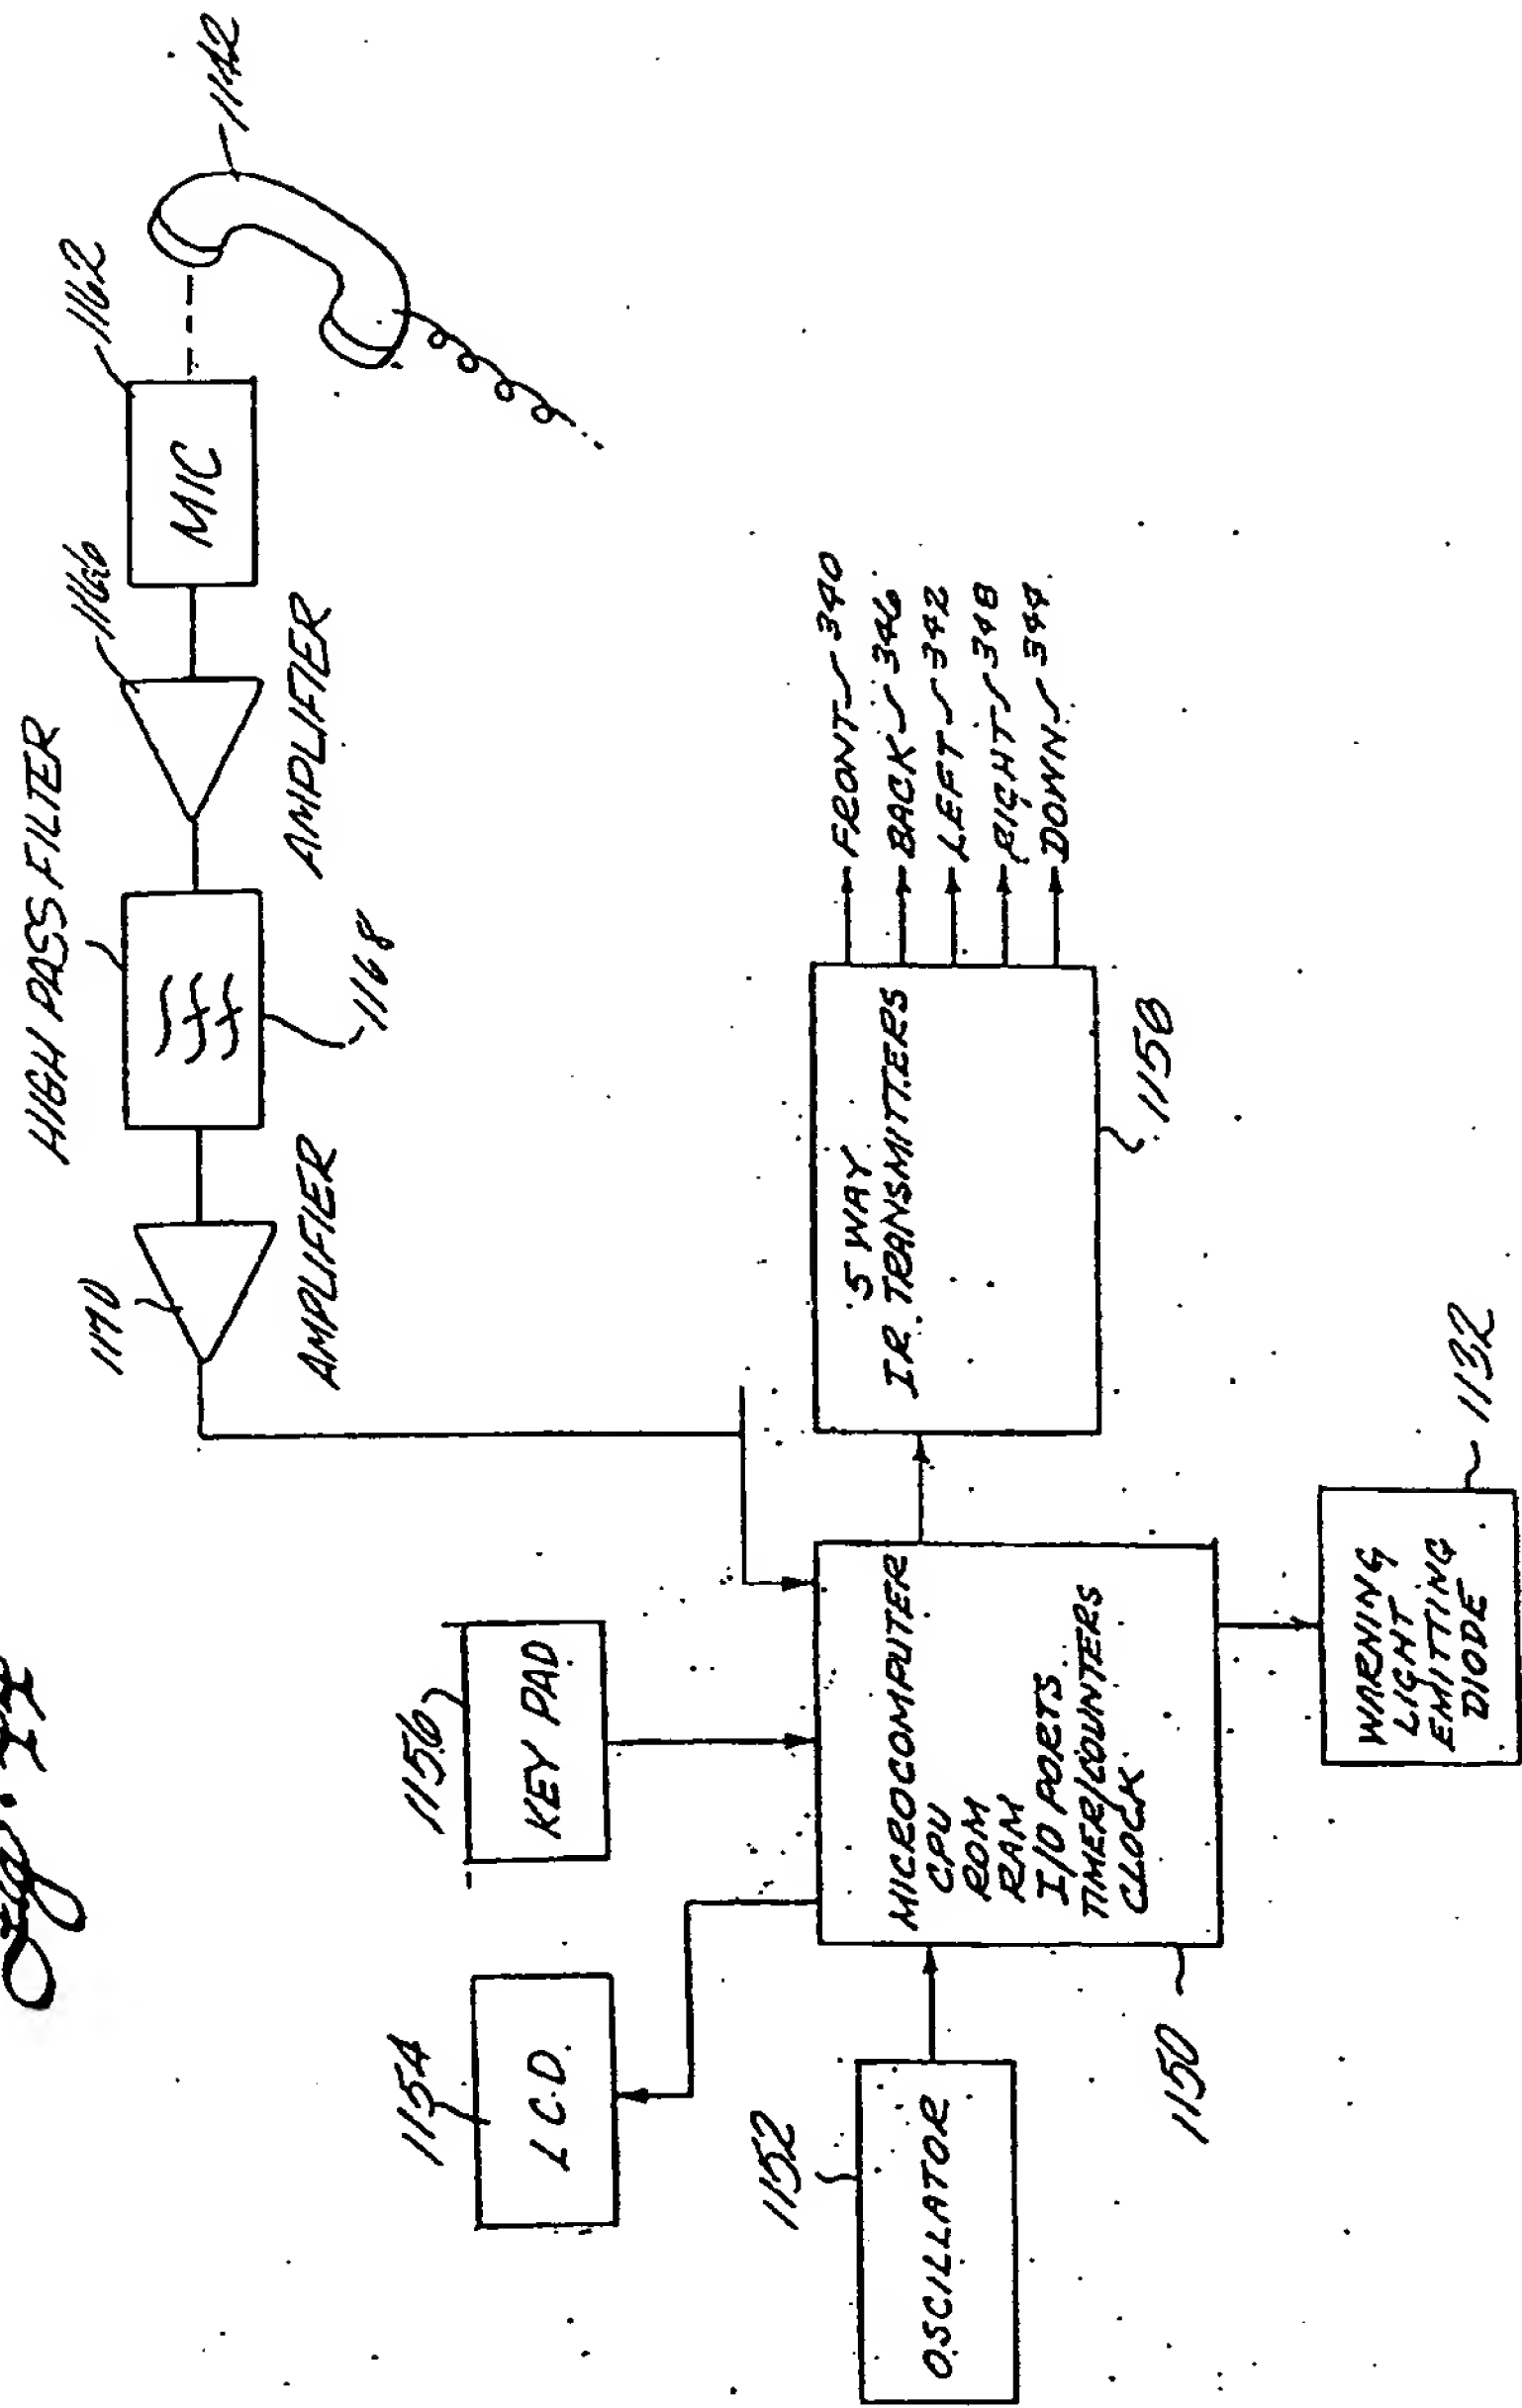 Fig.
HIGH PASS FILTER
1170
1166
1162
1142
MIC
AMPLIFIER
1168
AMPLIFIER
1154
1156
L.C.D.
KEY PAD
1152
OSCILLATOR
MICROCOMPUTER
CPU
ROM
RAM
I/O PORTS
TIMER/COUNTERS
CLOCK
1150
5 WAY
I.R. TRANSMITTERS
1158
FRONT 340
BACK 346
LEFT 342
RIGHT 348
DOWN 344
WARNING
LIGHT
EMITTING
DIODE
1132